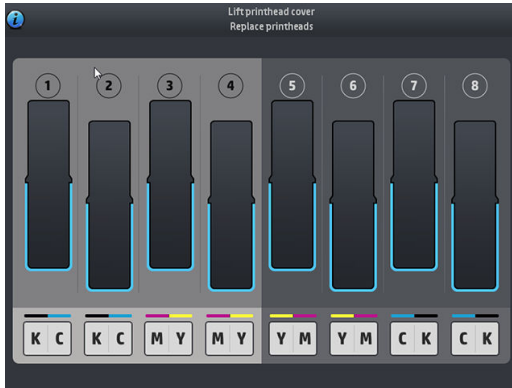 i
Lift printhead cover
Replace printheads
1 2 3 4 5 6 7 8
K C K C M Y M Y Y M Y M C K C K